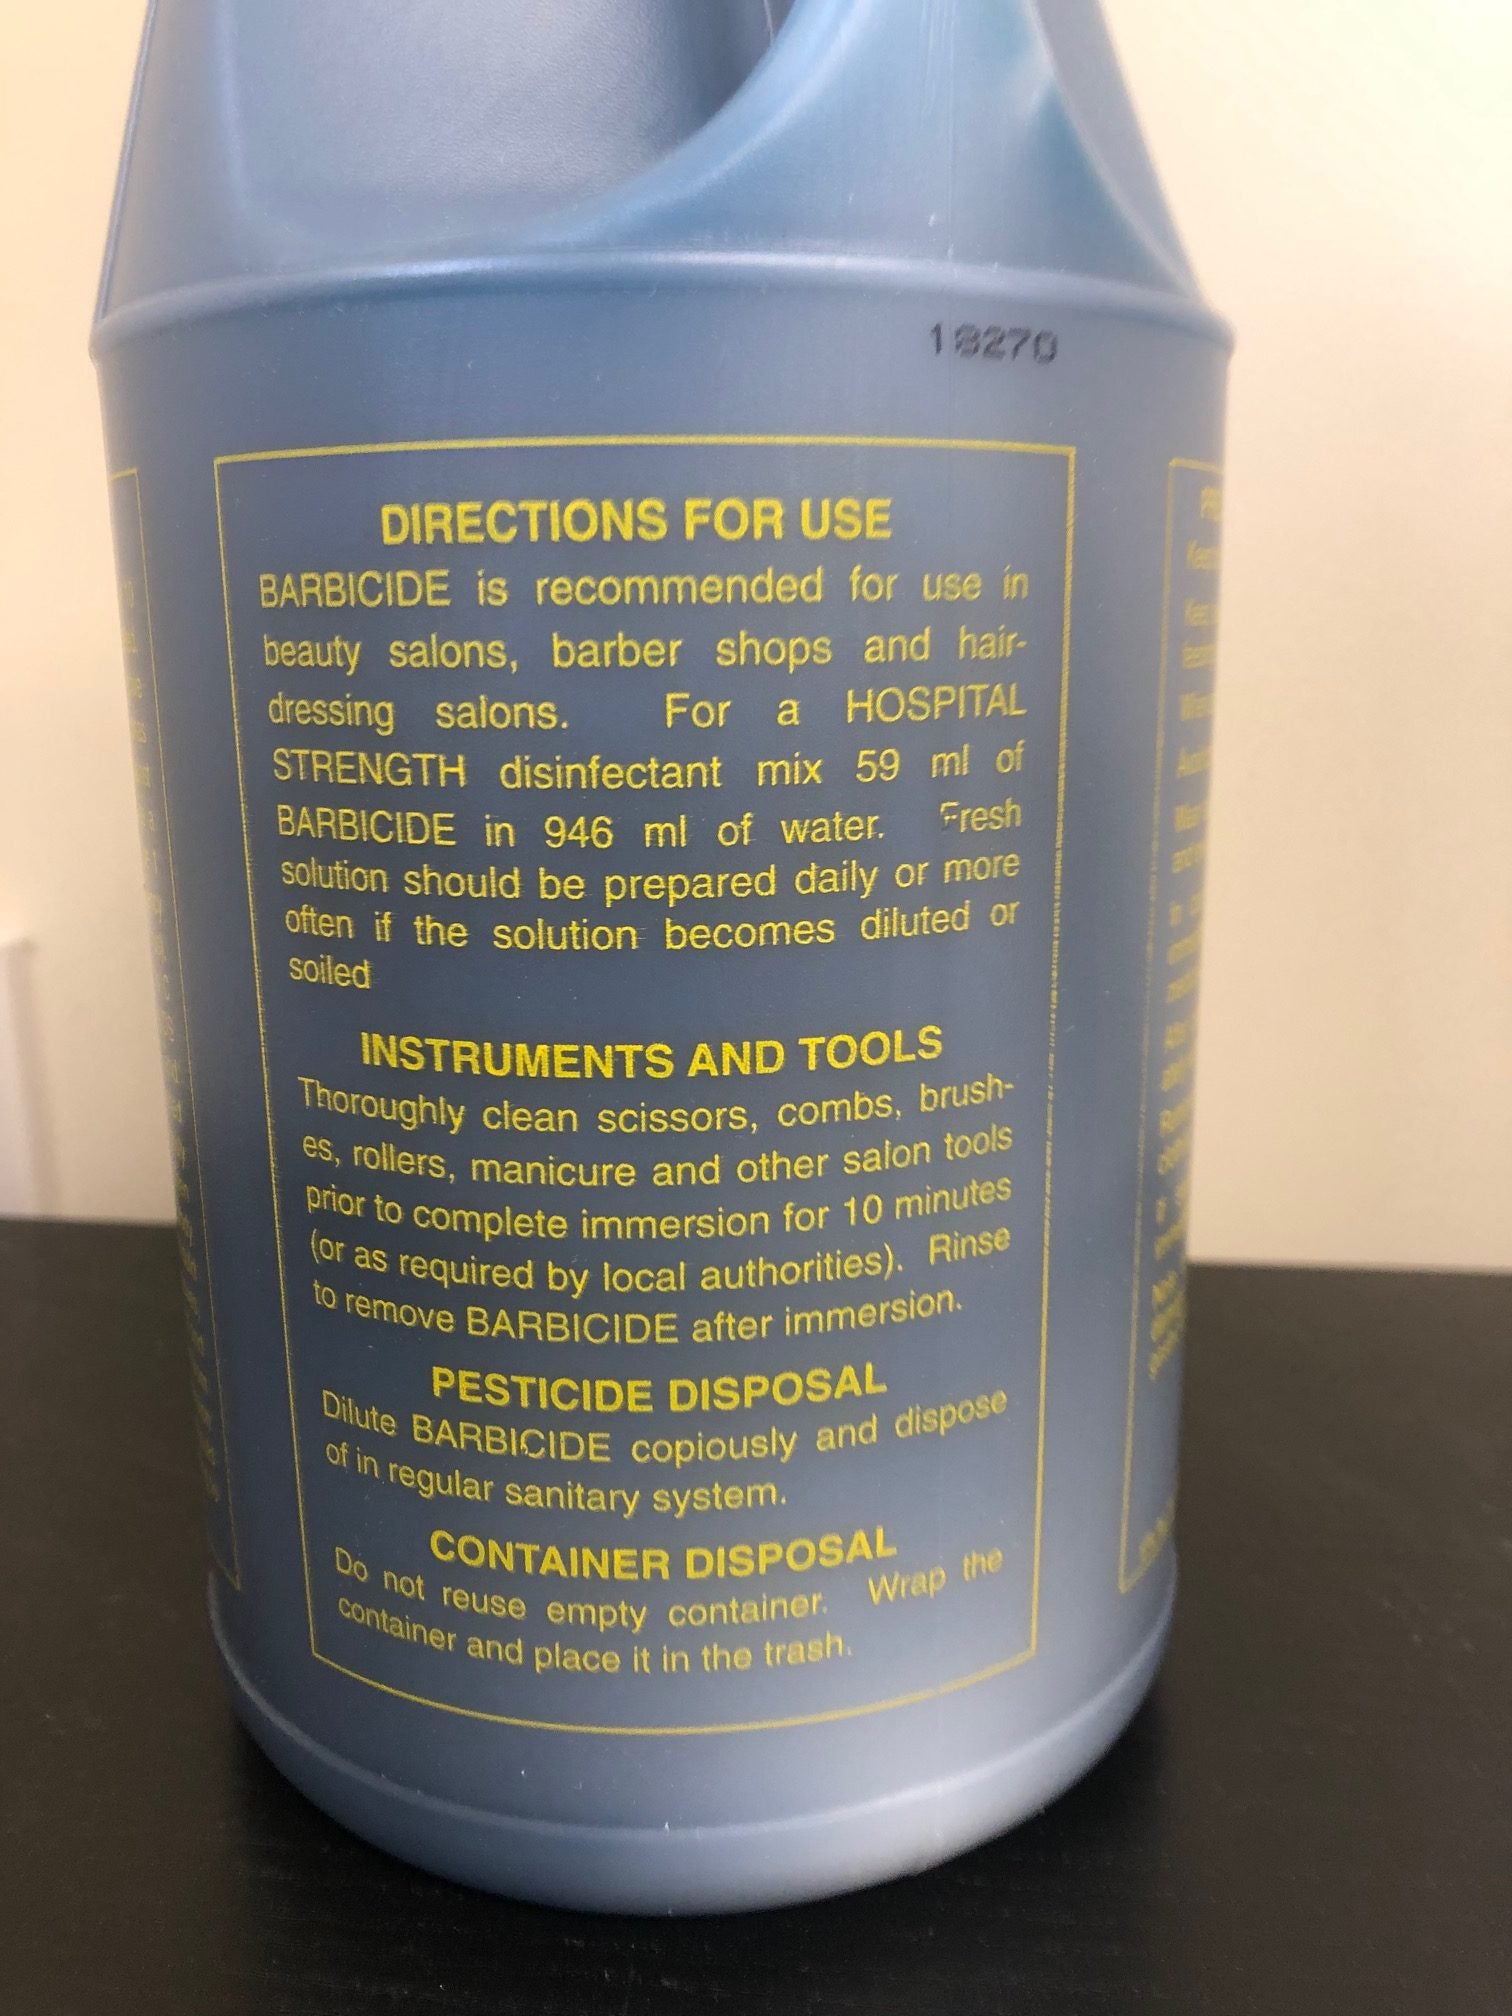 18270
DIRECTIONS FOR USE
BARBICIDE is recommended for use in
beauty salons, barber shops and hair-
dressing salons. For a HOSPITAL
STRENGTH disinfectant mix 59 ml of
BARBICIDE in 946 ml of water. Fresh
solution should be prepared daily or more
often if the solution becomes diluted or
soiled
INSTRUMENTS AND TOOLS
Thoroughly clean scissors, combs, brush-
es, rollers, manicure and other salon tools
prior to complete immersion for 10 minutes
(or as required by local authorities). Rinse
to remove BARBICIDE after immersion.
PESTICIDE DISPOSAL
Dilute BARBICIDE copiously and dispose
of in regular sanitary system.
CONTAINER DISPOSAL
Do not reuse empty container. Wrap the
container and place it in the trash.